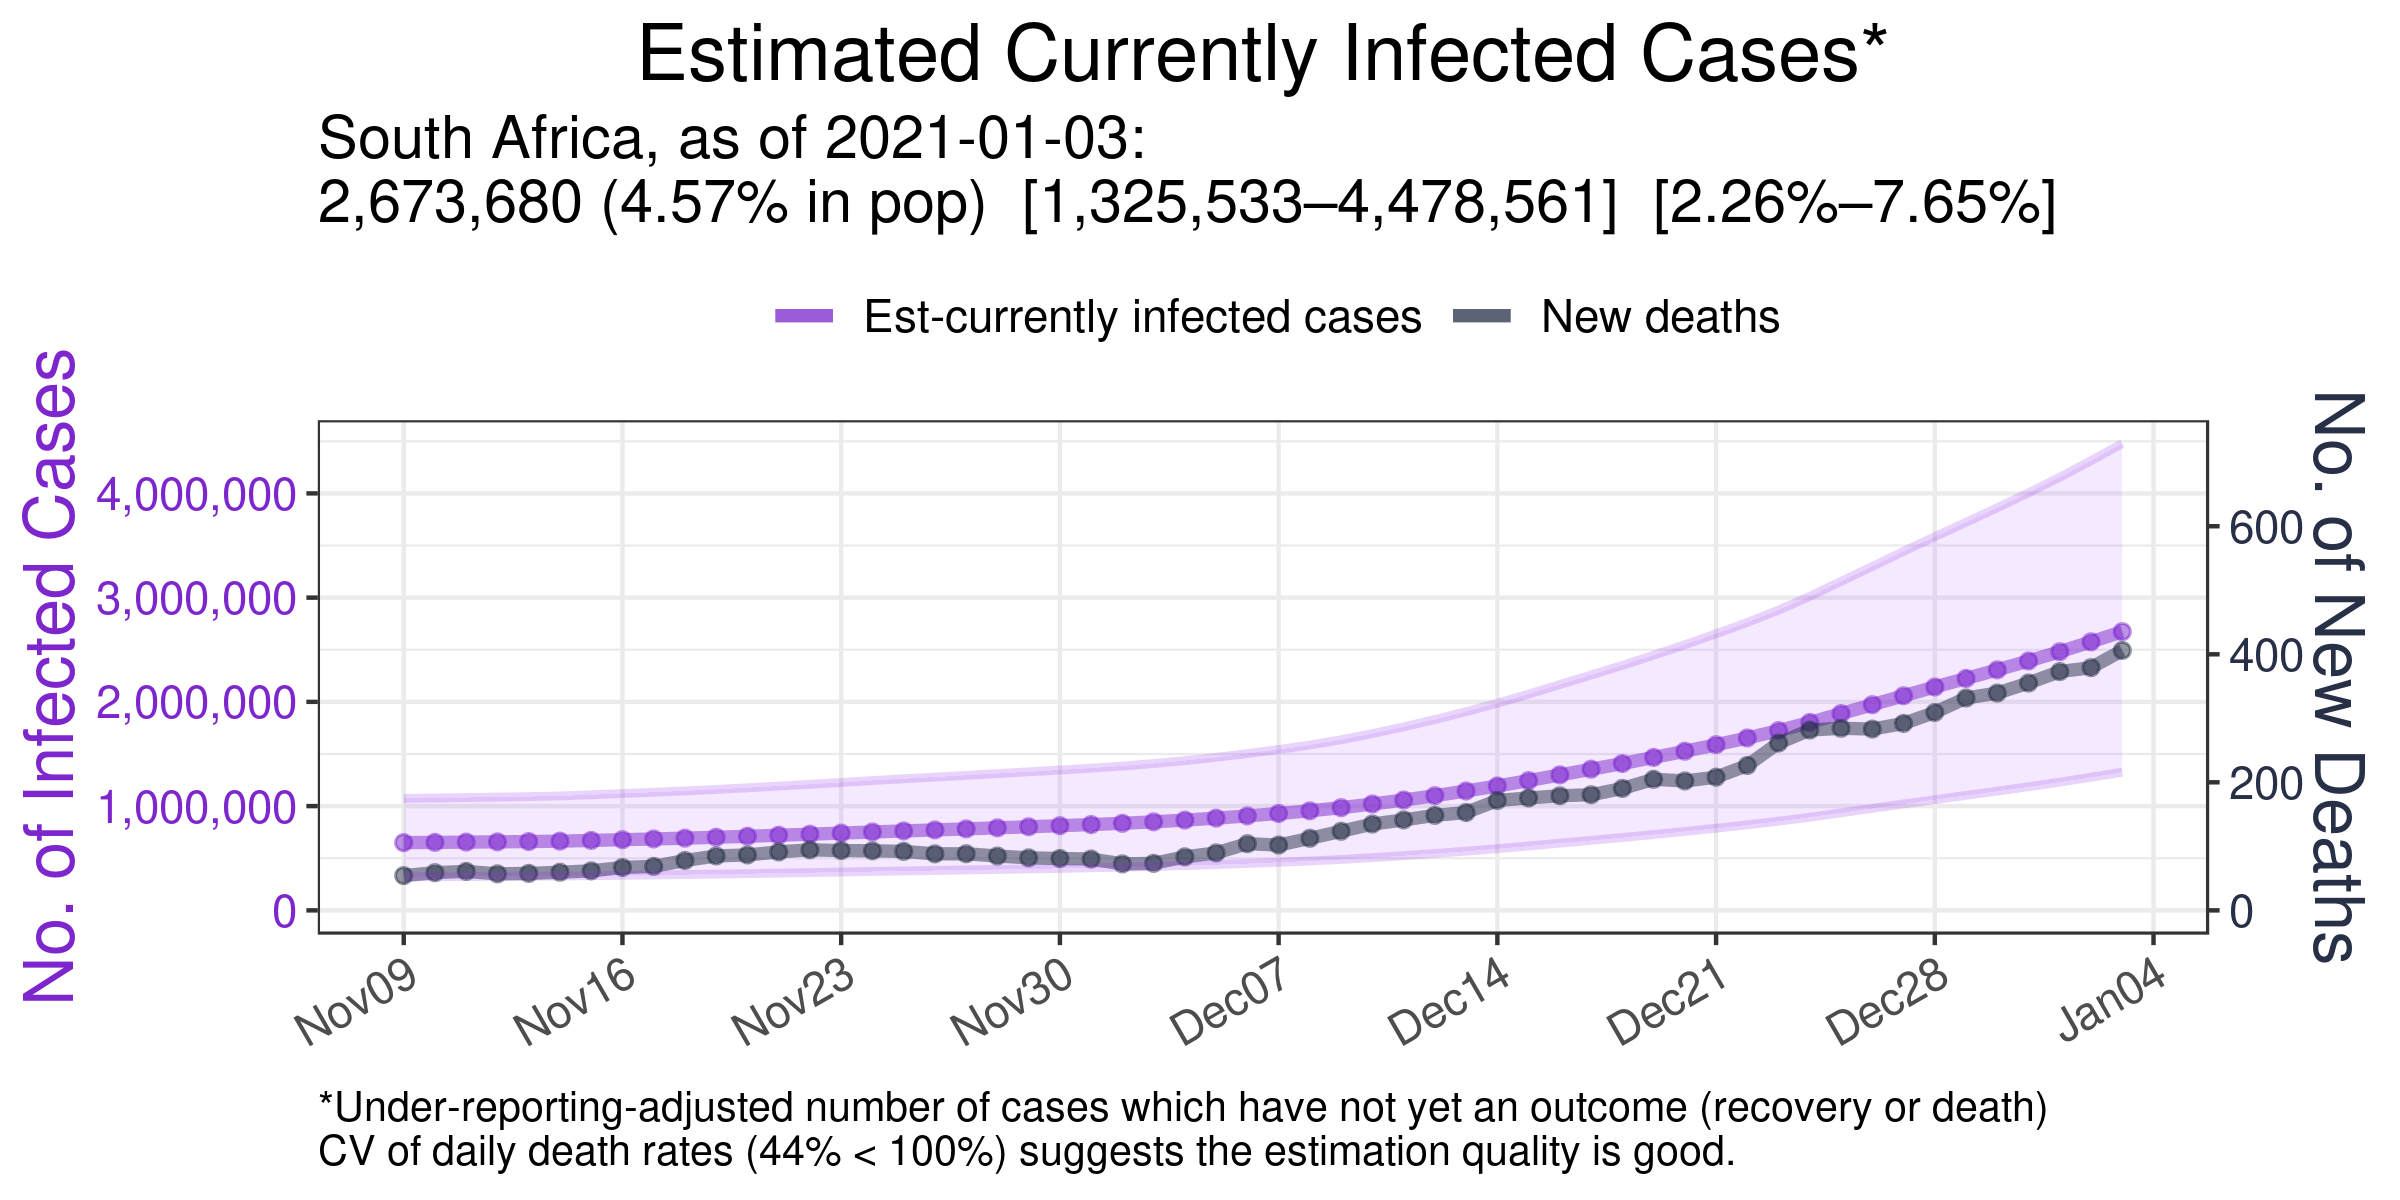 Estimated Currently Infected Cases*
South Africa, as of 2021-01-03:
2,673,680 (4.57% in pop) [1,325,533–4,478,561] [2.26%–7.65%]
Est-currently infected cases
New deaths
No. of Infected Cases
4,000,000
3,000,000
2,000,000
1,000,000
0
600
400
200
0
No. of New Deaths
Nov09
Nov16
Nov23
Nov30
Dec07
Dec14
Dec21
Dec28
Jan04
*Under-reporting-adjusted number of cases which have not yet an outcome (recovery or death)
CV of daily death rates (44% < 100%) suggests the estimation quality is good.